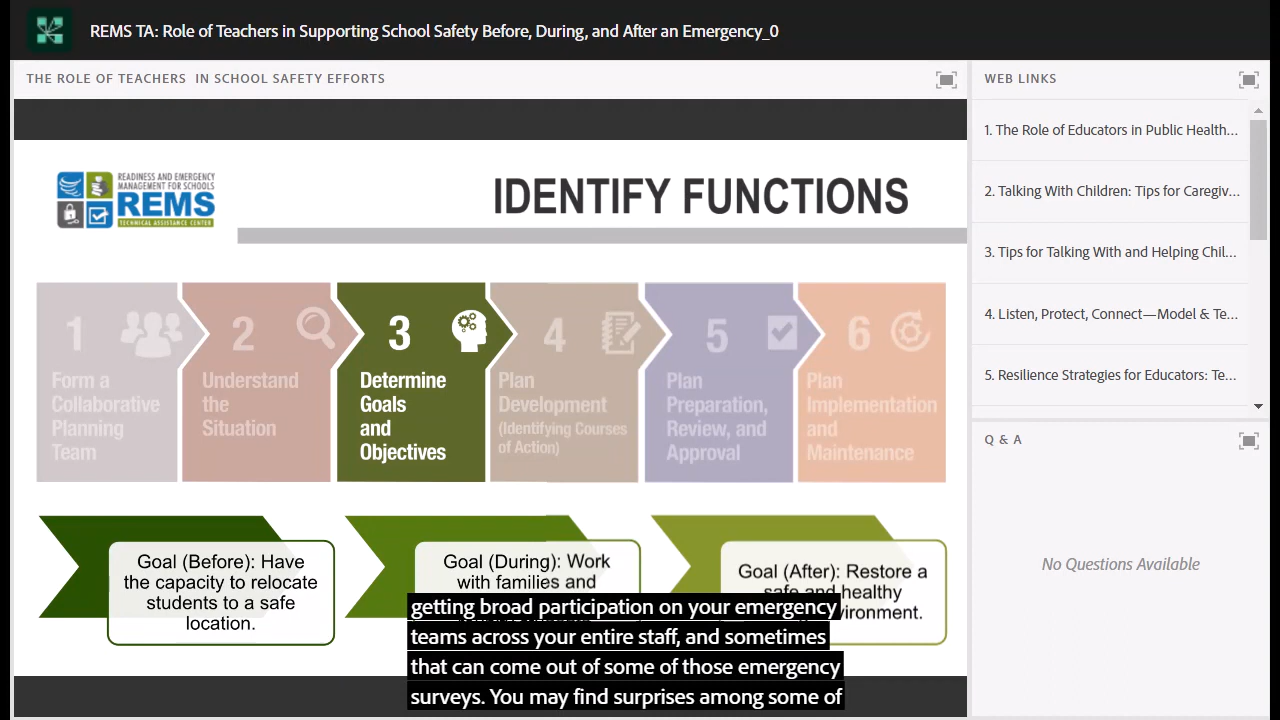 REMS TA: Role of Teachers in Supporting School Safety Before, During, and After an Emergency_0
THE ROLE OF TEACHERS IN SCHOOL SAFETY EFFORTS
READINESS AND EMERGENCY
MANAGEMENT FOR SCHOOLS
REMS
TECHNICAL ASSISTANCE CENTER
IDENTIFY FUNCTIONS
1
Form a
Collaborative
Planning
Team
2
Understand
the
Situation
3
Determine
Goals
and
Objectives
4
Plan
Development
(Identifying Courses
of Action)
5
Plan
Preparation,
Review, and
Approval
6
Plan
Implementation
and
Maintenance
Goal (Before): Have
the capacity to relocate
students to a safe
location.
Goal (During): Work
with families and
Goal (After): Restore a
safe and healthy
getting broad participation on your emergency
teams across your entire staff, and sometimes
that can come out of some of those emergency
surveys. You may find surprises among some of
WEB LINKS
1. The Role of Educators in Public Health...
2. Talking With Children: Tips for Caregiv...
3. Tips for Talking With and Helping Chil...
4. Listen, Protect, Connect—Model & Te...
5. Resilience Strategies for Educators: Te...
Q & A
No Questions Available